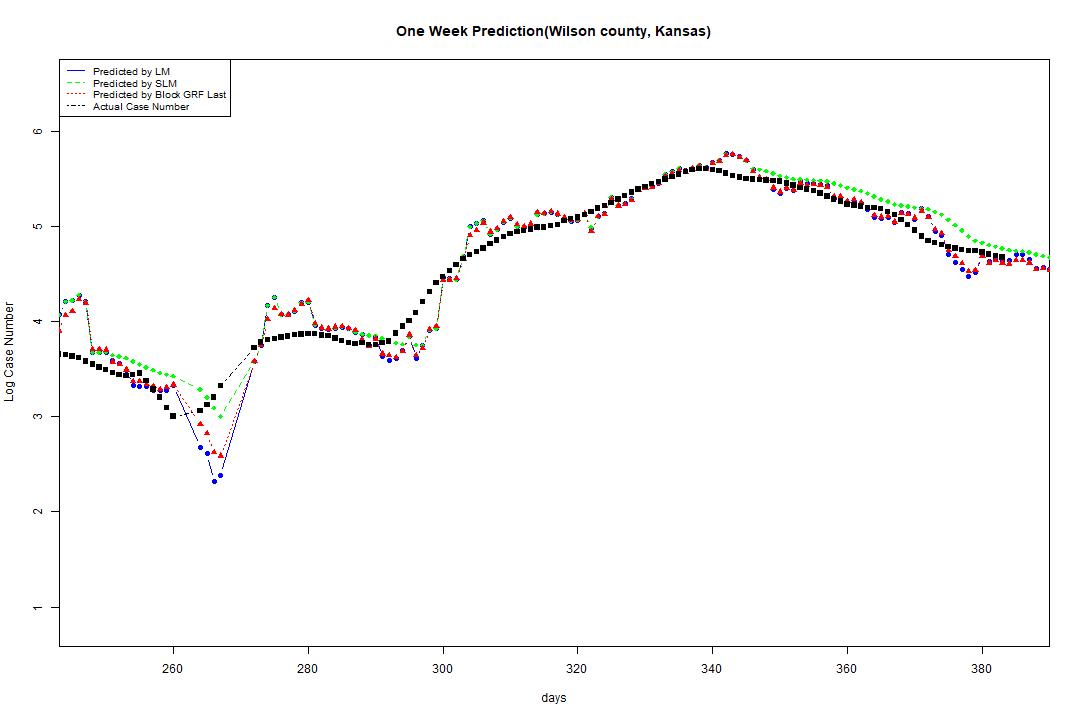 One Week Prediction(Wilson county, Kansas)
Predicted by LM
Predicted by SLM
Predicted by Block GRF Last
Actual Case Number
6
5
4
3
2
1
Log Case Number
260 280 300 320 340 360 380
days